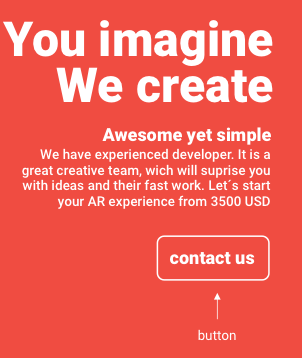 You imagine
We create
Awesome yet simple
We have experienced developer. It is a
great creative team, wich will suprise you
with ideas and their fast work. Let´s start
your AR experience from 3500 USD
contact us
button